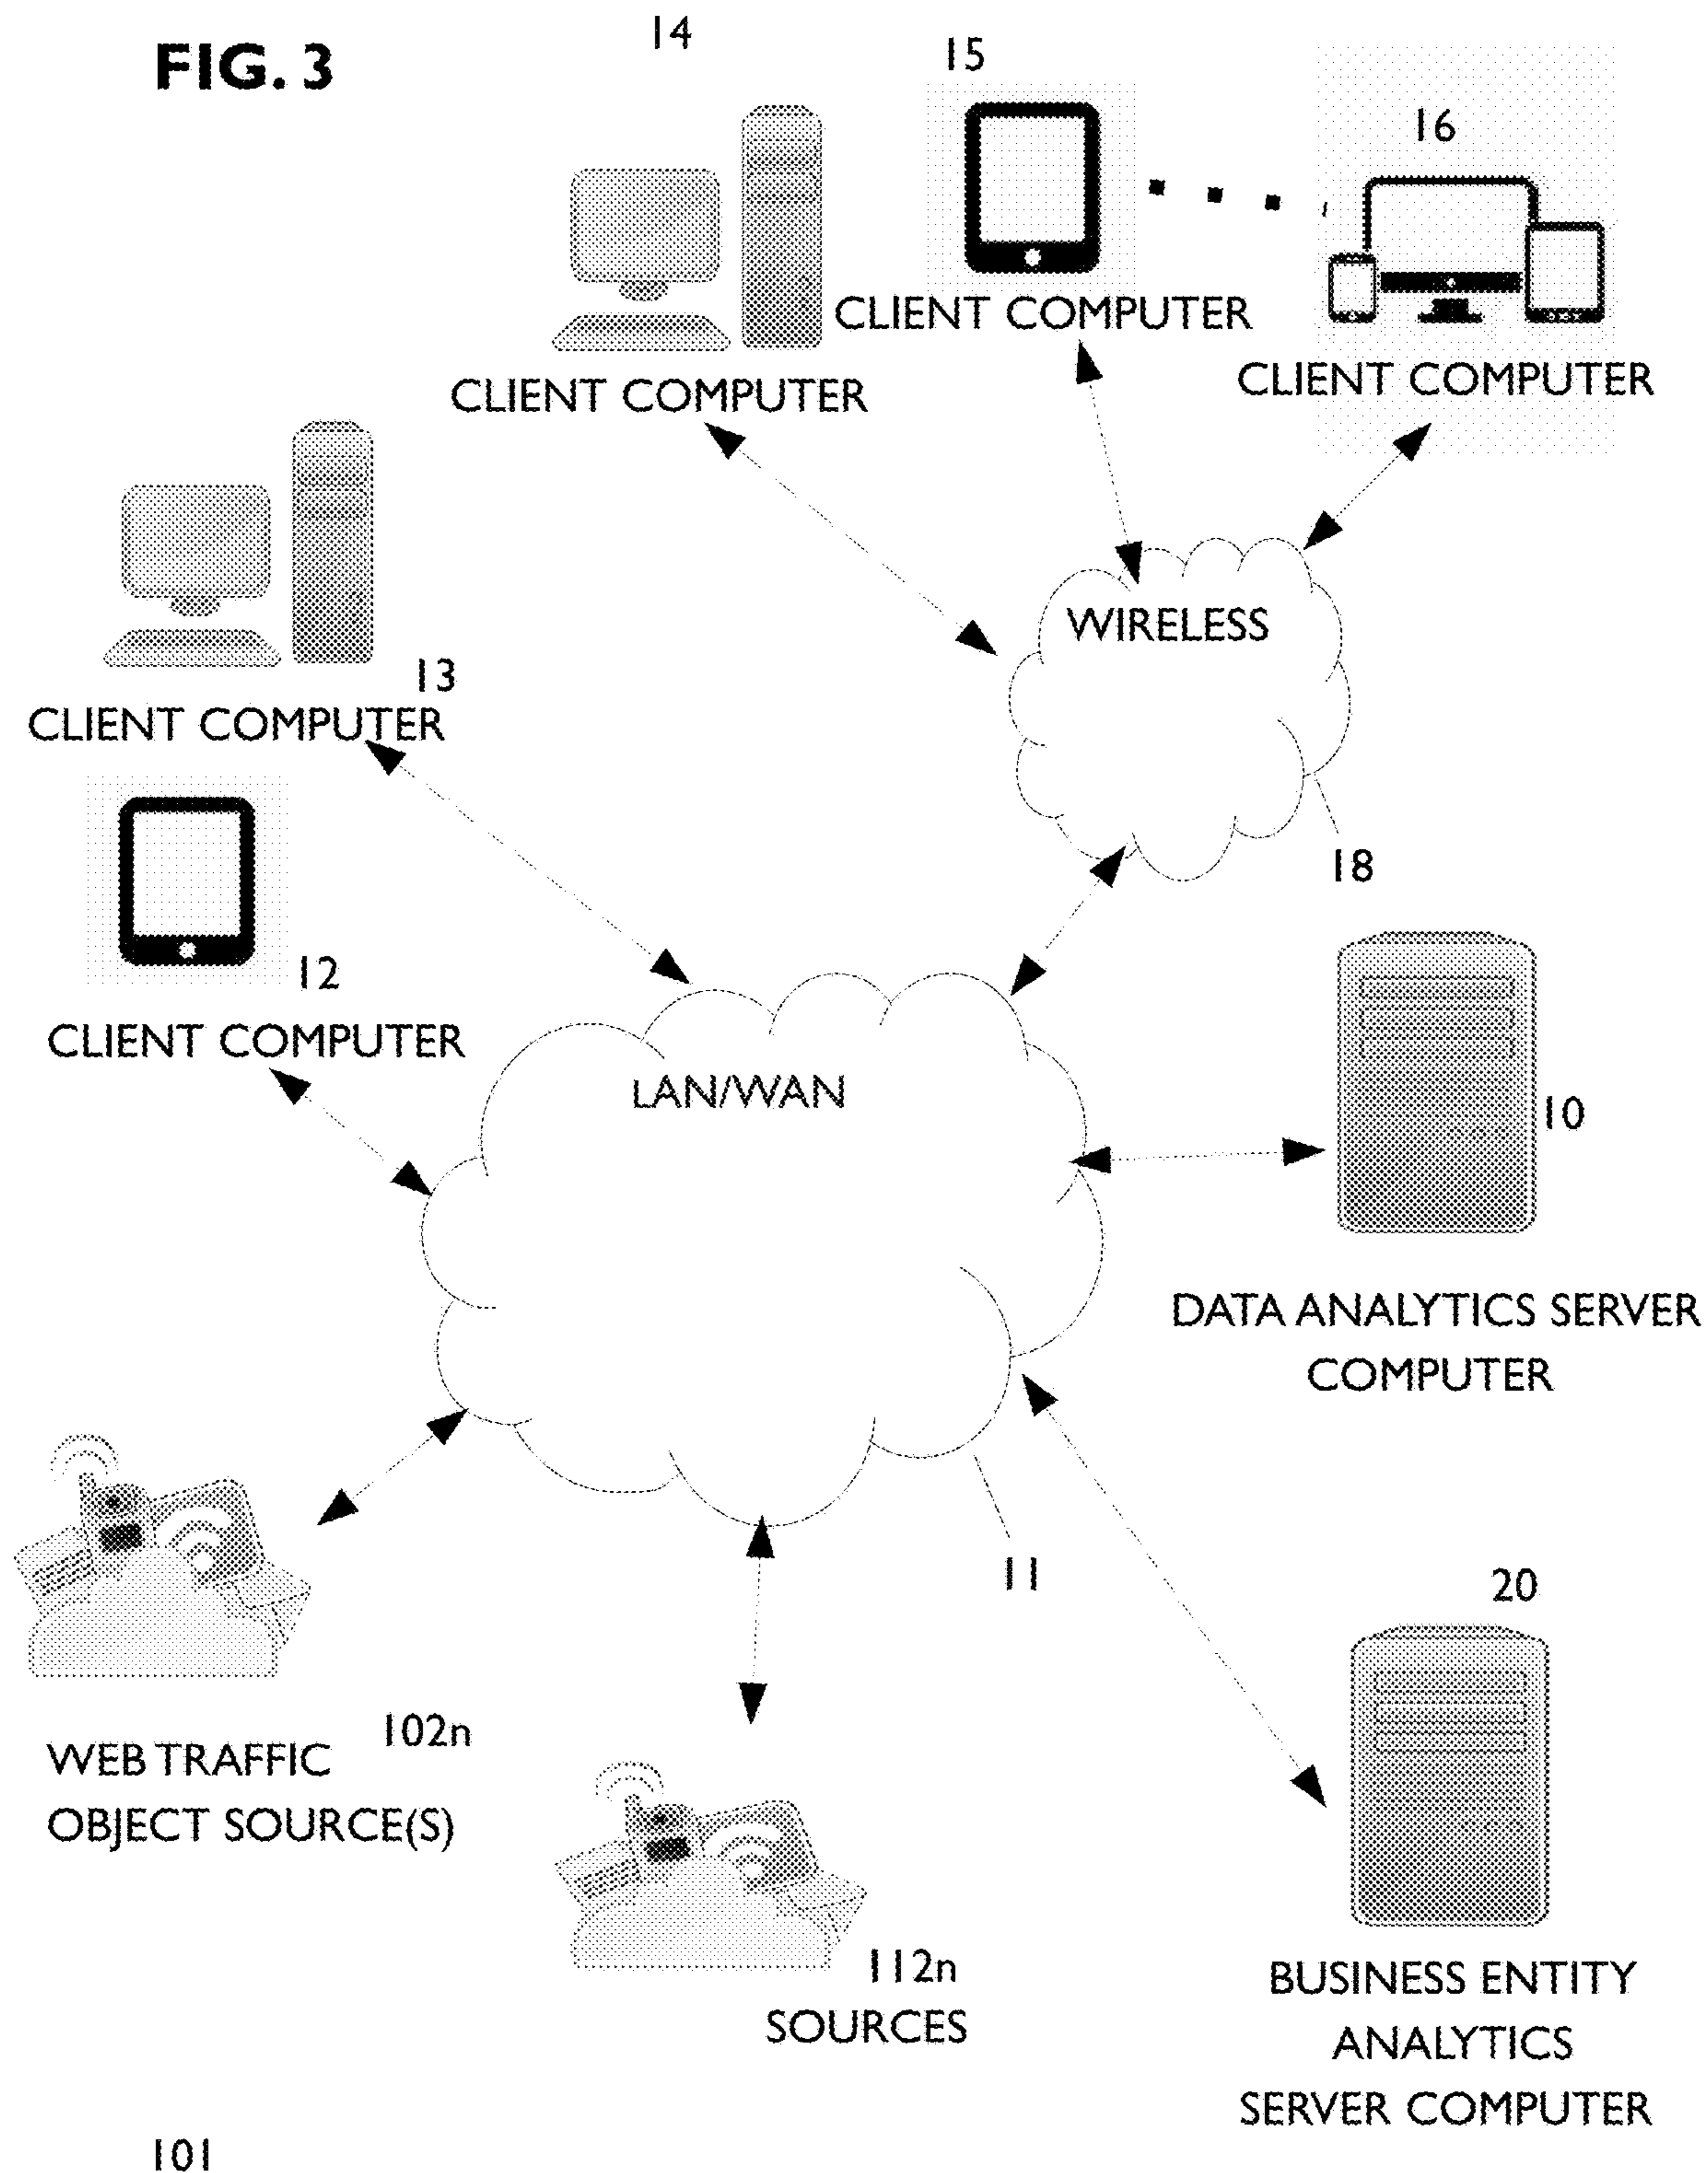 FIG. 3
14
15
16
CLIENT COMPUTER
CLIENT COMPUTER
CLIENT COMPUTER
WIRELESS
13
CLIENT COMPUTER
18
12
CLIENT COMPUTER
LAN/WAN
10
DATA ANALYTICS SERVER
COMPUTER
11
20
102n
WEB TRAFFIC
OBJECT SOURCE(S)
112n
SOURCES
BUSINESS ENTITY
ANALYTICS
SERVER COMPUTER
101